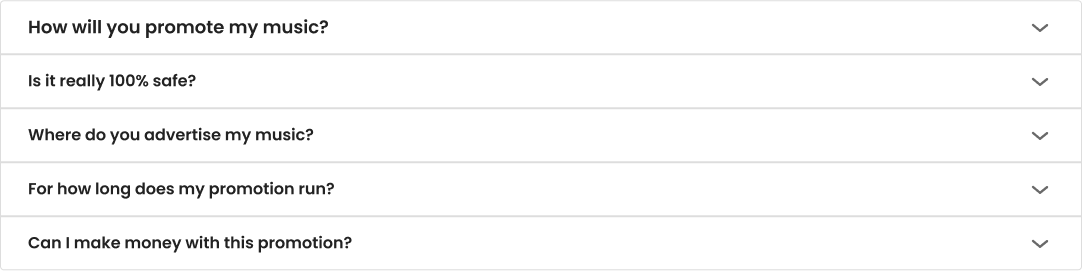 How will you promote my music?
Is it really 100% safe?
Where do you advertise my music?
For how long does my promotion run?
Can I make money with this promotion?